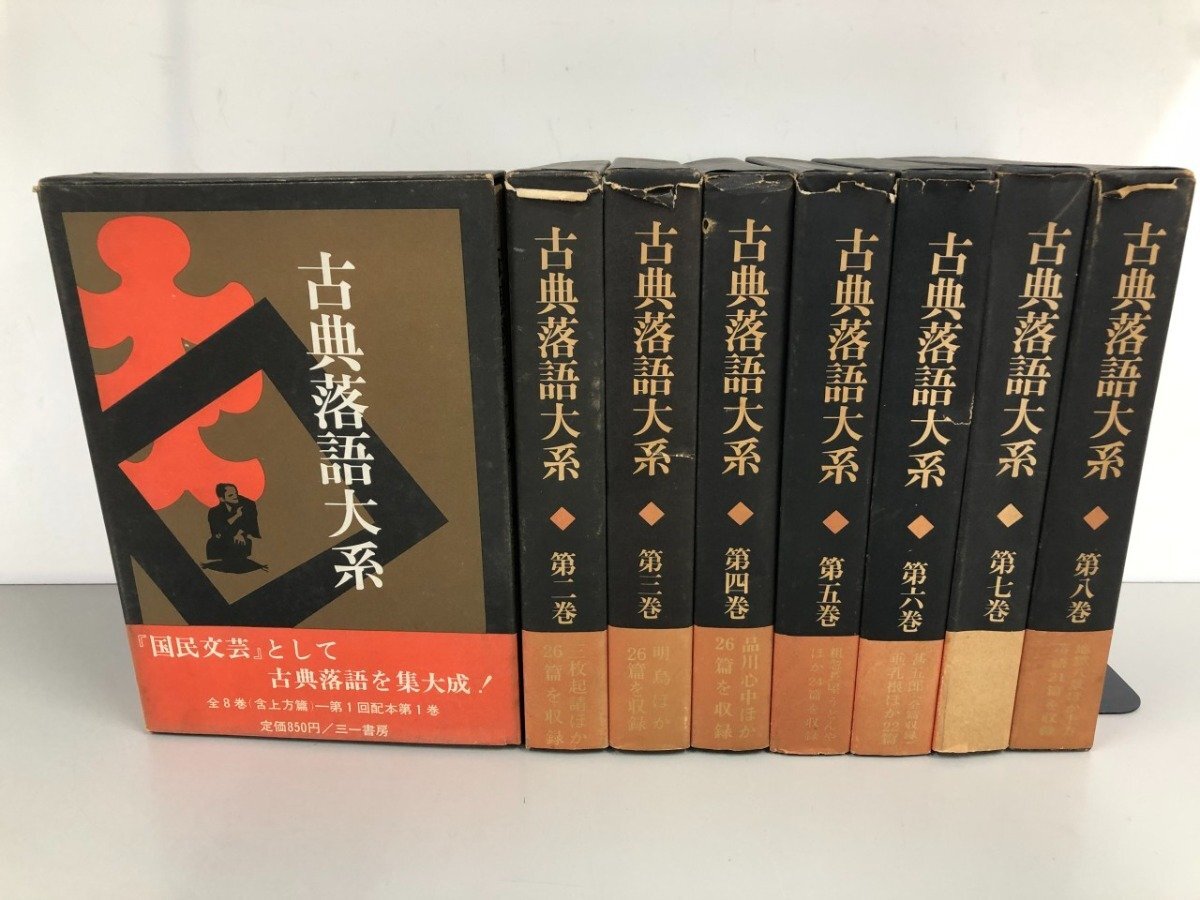 古典落語大系
『国民文芸』として
古典落語を集大成!
全8巻(含上方篇)—第1回配本第1巻
定価850円/三一書房
古典落語大系◆第二巻
三枚起請ほか
26篇を収録
古典落語大系◆第三巻
明烏ほか
26篇を収録
古典落語大系◆第四巻
品川心中ほか
26篇を収録
古典落語大系◆第五巻
古典落語大系◆第六巻
古典落語大系◆第七巻
古典落語大系◆第八巻